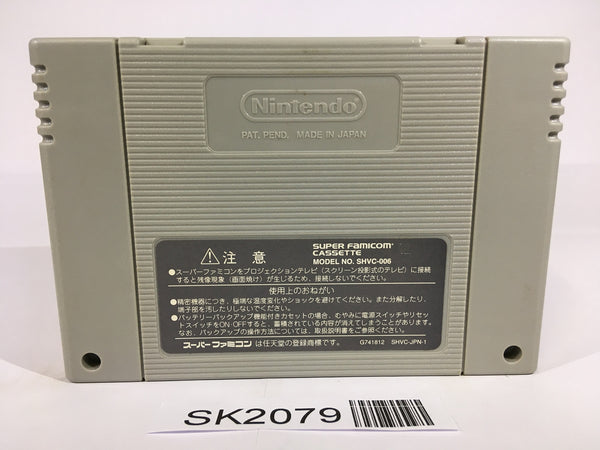 Nintendo
PAT. PEND. MADE IN JAPAN
注意
SUPER FAMICOM
CASSETTE
MODEL NO. SHVC-006
●スーパーファミコンをプロジェクションテレビ(スクリーン投影式のテレビ)に接続
すると残像現象(画面焼け)が生じるため、接続しないでください。
使用上のおねがい
●精密機器につき、極端な温度変化やショックを避けてください。また分解したり、
端子部を汚したりしないでください。
●バッテリーバックアップ機能付きカセットの場合、むやみに電源スイッチやリセッ
トスイッチをON・OFFすると、蓄積されている内容が消えてしまうことがあります。
なお、バックアップの操作方法については、取扱説明書をご参照ください。
スーパーファミコン は任天堂の登録商標です。
G741812 SHVC-JPN-1
SK2079